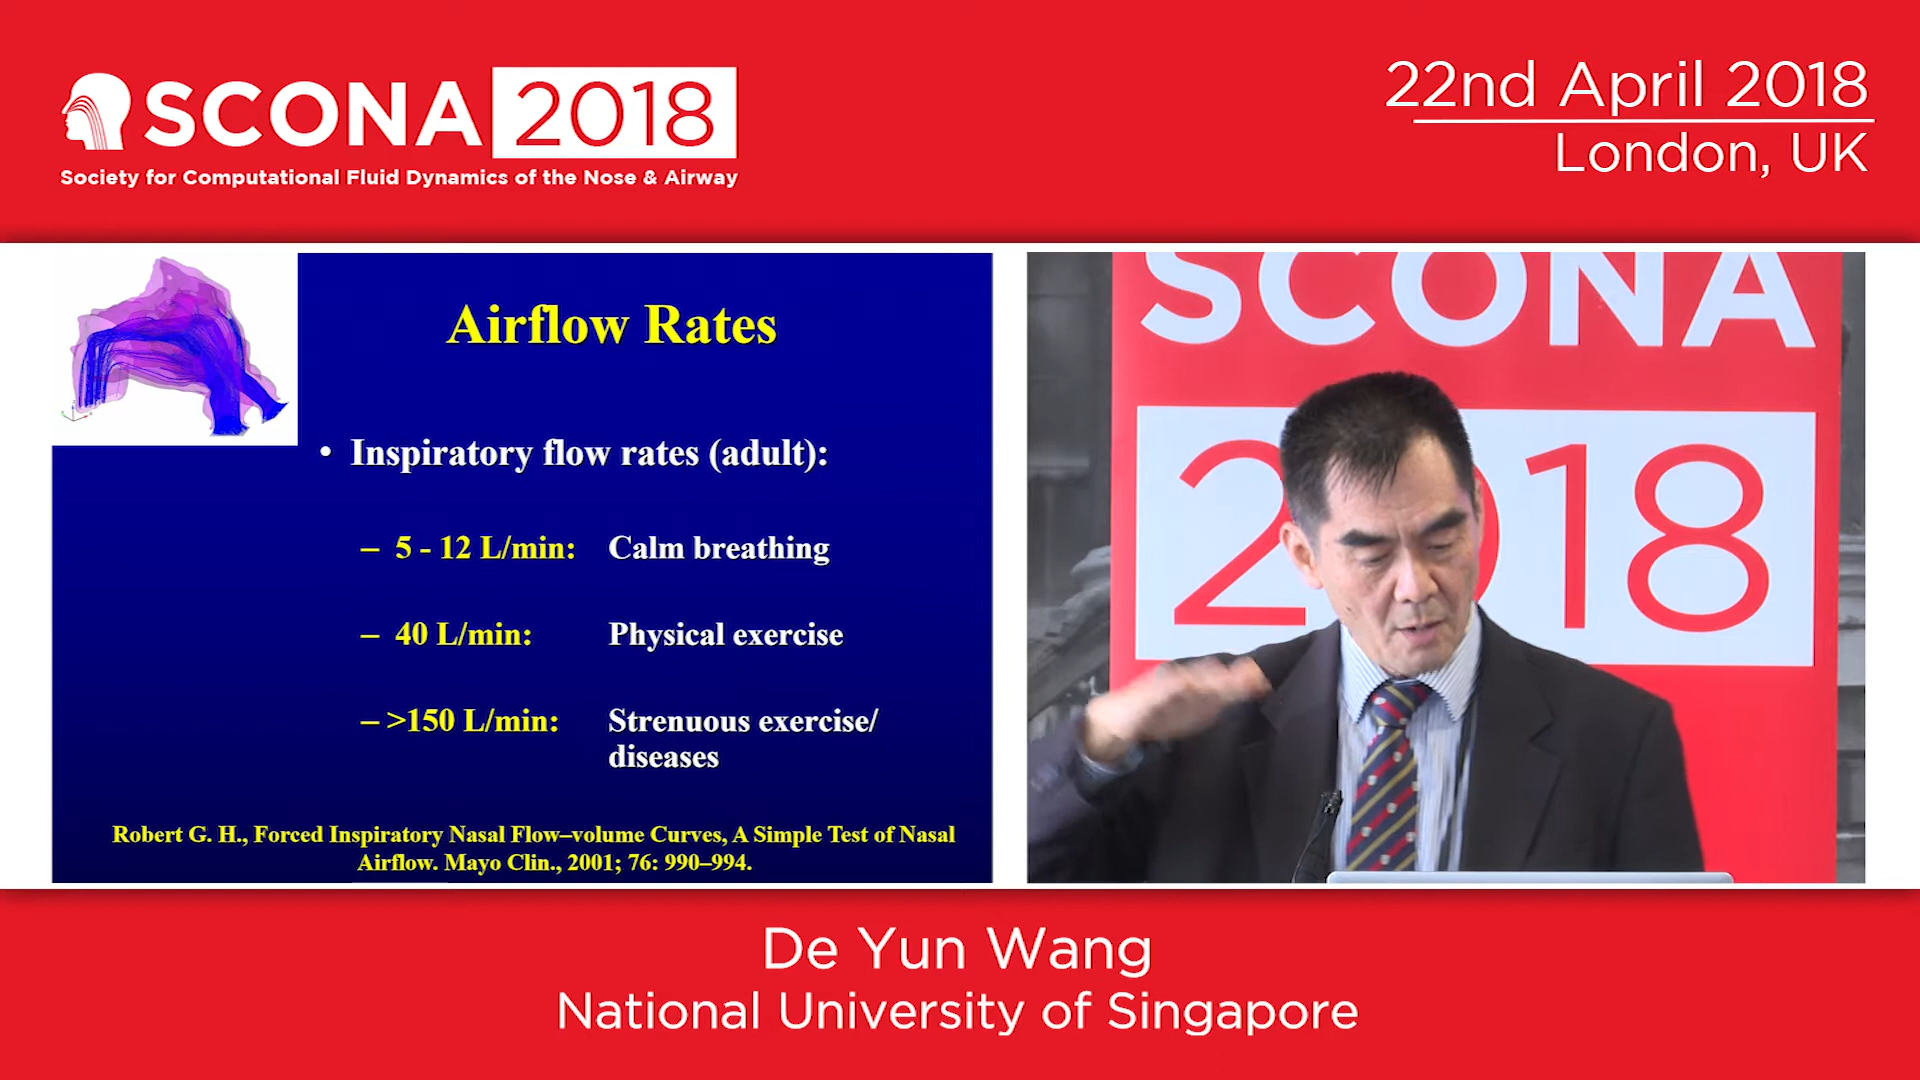 SCONA 2018
Society for Computational Fluid Dynamics of the Nose & Airway
22nd April 2018
London, UK
Airflow Rates
• Inspiratory flow rates (adult):
– 5 - 12 L/min: Calm breathing
– 40 L/min: Physical exercise
– >150 L/min: Strenuous exercise/
diseases
Robert G. H., Forced Inspiratory Nasal Flow–volume Curves, A Simple Test of Nasal
Airflow. Mayo Clin., 2001; 76: 990–994.
SCONA
2018
De Yun Wang
National University of Singapore